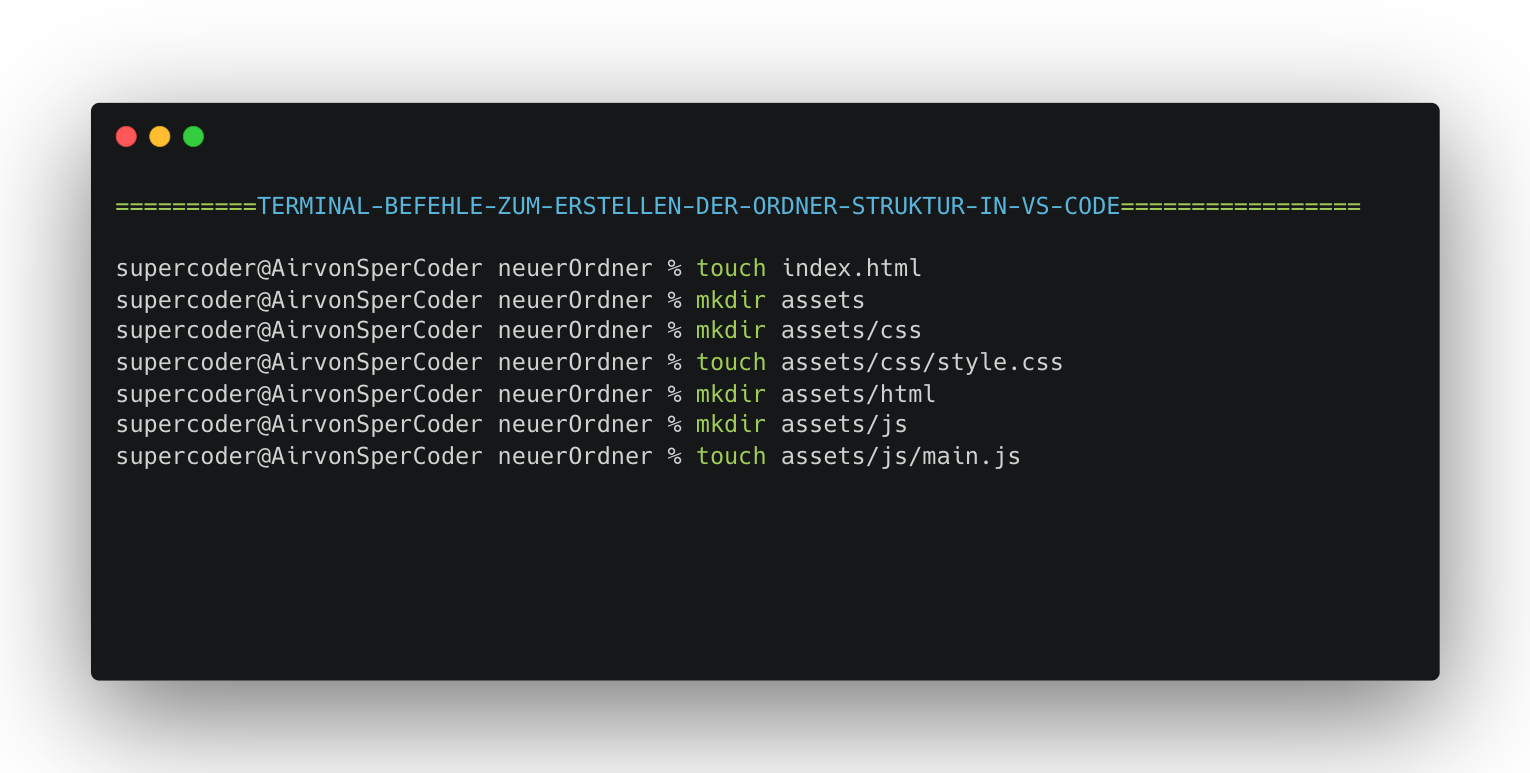 ==========TERMINAL-BEFEHLE-ZUM-ERSTELLEN-DER-ORDNER-STRUKTUR-IN-VS-CODE=================
supercoder@AirvonSperCoder neuerOrdner % touch index.html
supercoder@AirvonSperCoder neuerOrdner % mkdir assets
supercoder@AirvonSperCoder neuerOrdner % mkdir assets/css
supercoder@AirvonSperCoder neuerOrdner % touch assets/css/style.css
supercoder@AirvonSperCoder neuerOrdner % mkdir assets/html
supercoder@AirvonSperCoder neuerOrdner % mkdir assets/js
supercoder@AirvonSperCoder neuerOrdner % touch assets/js/main.js